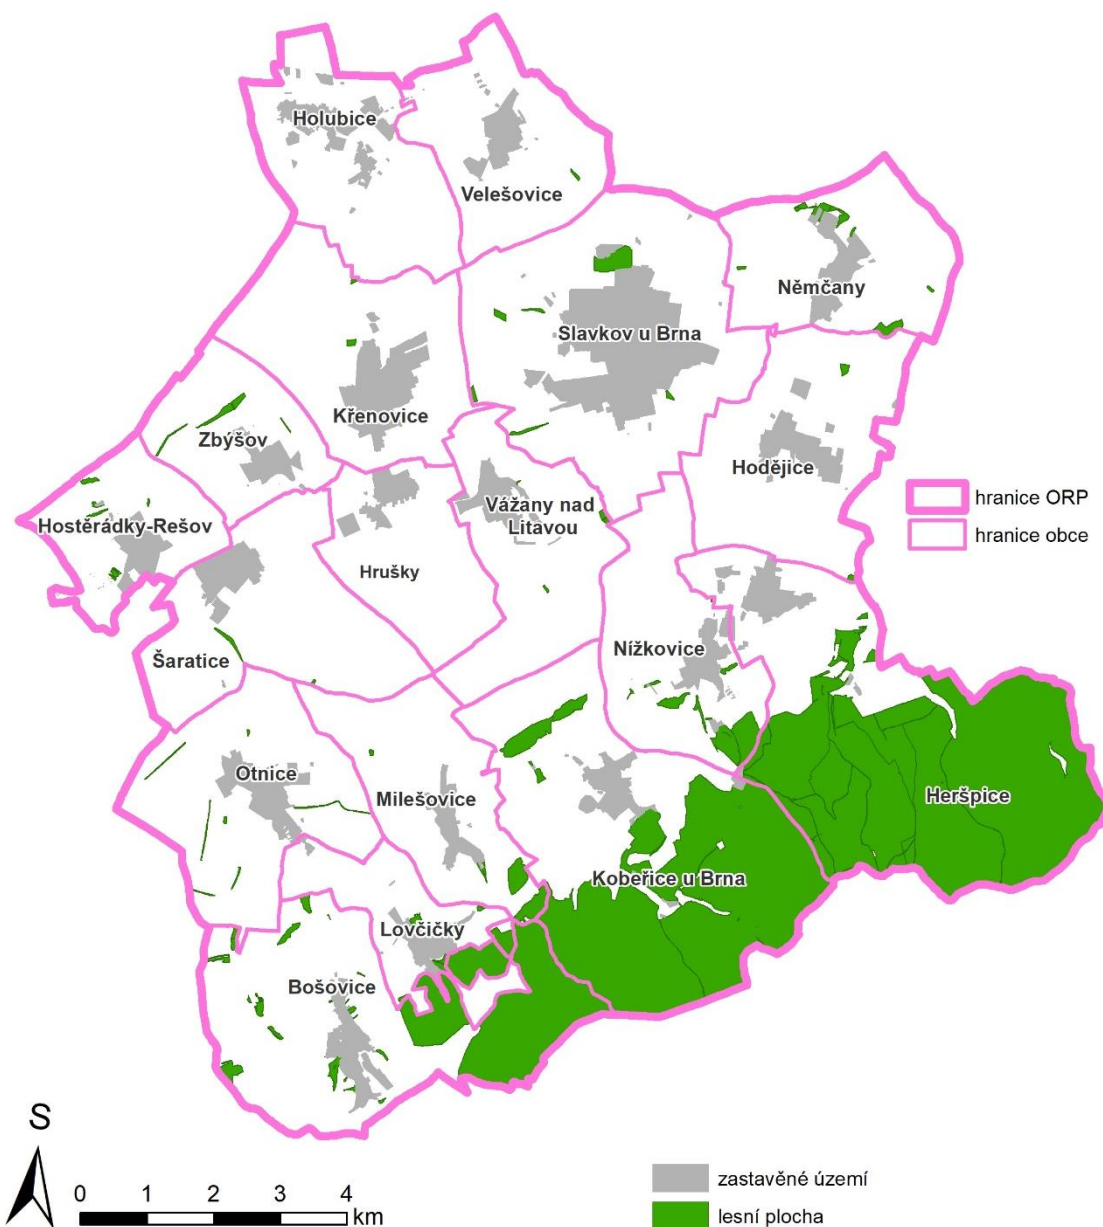 Holubice
Velešovice
Němčany
Slavkov u Brna
Křenovice
Zbýšov
Hodějice
hranice ORP
hranice obce
Hostěrádky-Rešov
Vážany nad
Litavou
Hrušky
Šaratice
Nížkovice
Otnice
Milešovice
Heršpice
Kobeřice u Brna
Lovčičky
Bošovice
S
0 1 2 3 4
km
zastavěné území
lesní plocha